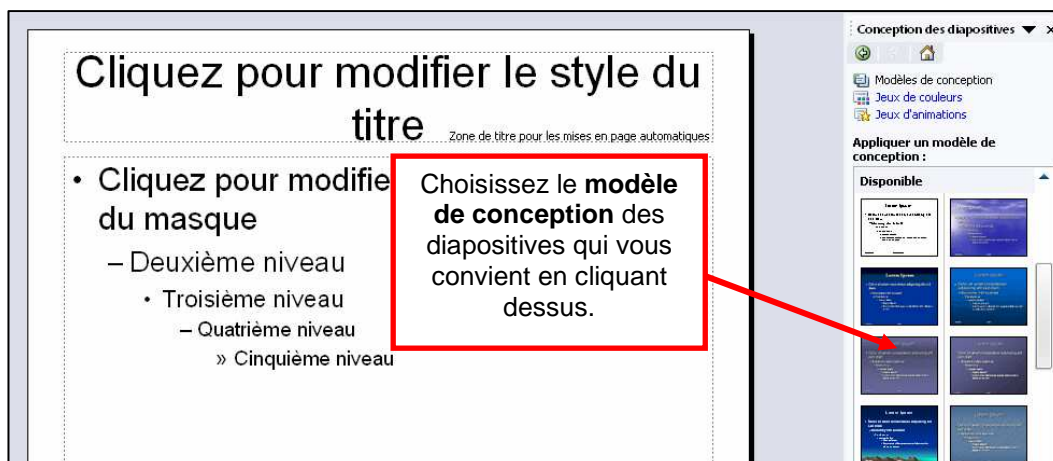 Cliquez pour modifier le style du
titre
Zone de titre pour les mises en page automatiques
• Cliquez pour modifie
du masque
– Deuxième niveau
• Troisième niveau
– Quatrième niveau
» Cinquième niveau
Choisissez le modèle
de conception des
diapositives qui vous
convient en cliquant
dessus.
Conception des diapositives
Modèles de conception
Jeux de couleurs
Jeux d'animations
Appliquer un modèle de
conception :
Disponible